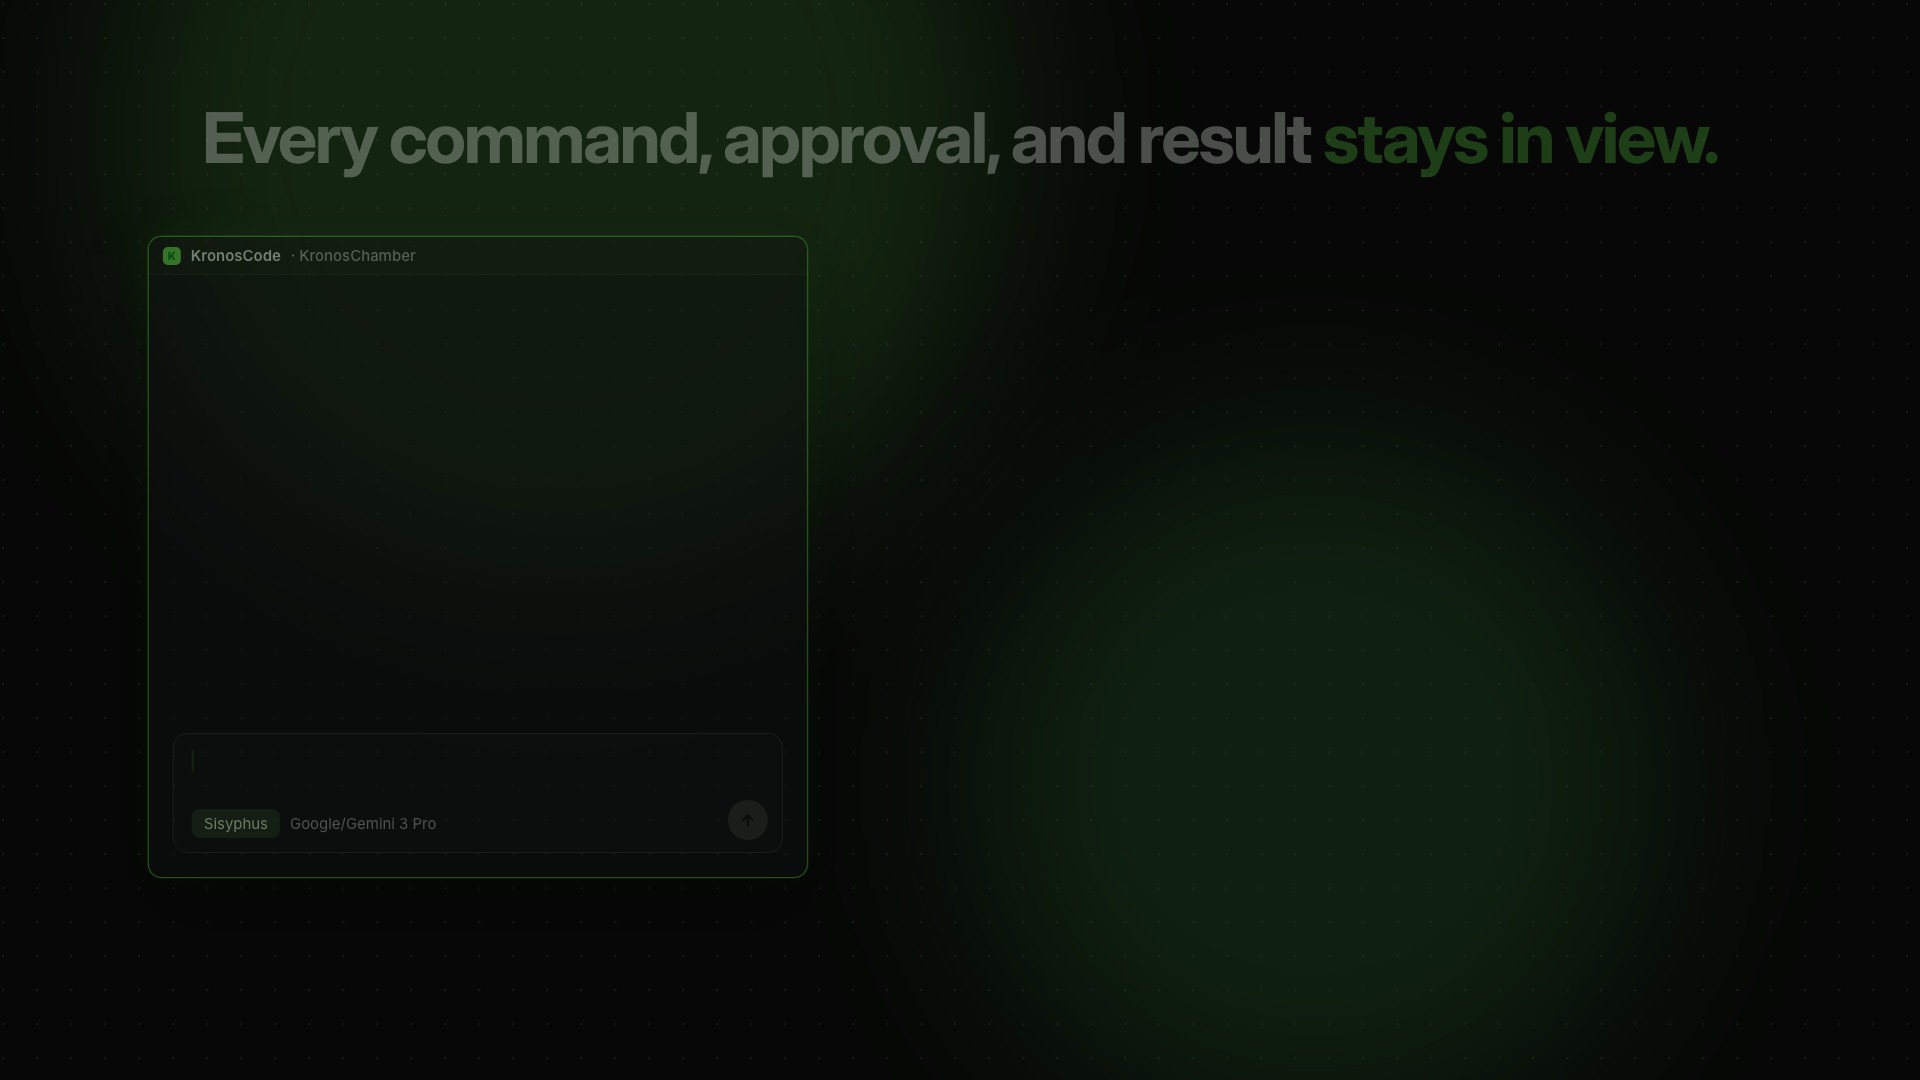 Every command, approval, and result stays in view.
K KronosCode · KronosChamber
Sisyphus Google/Gemini 3 Pro